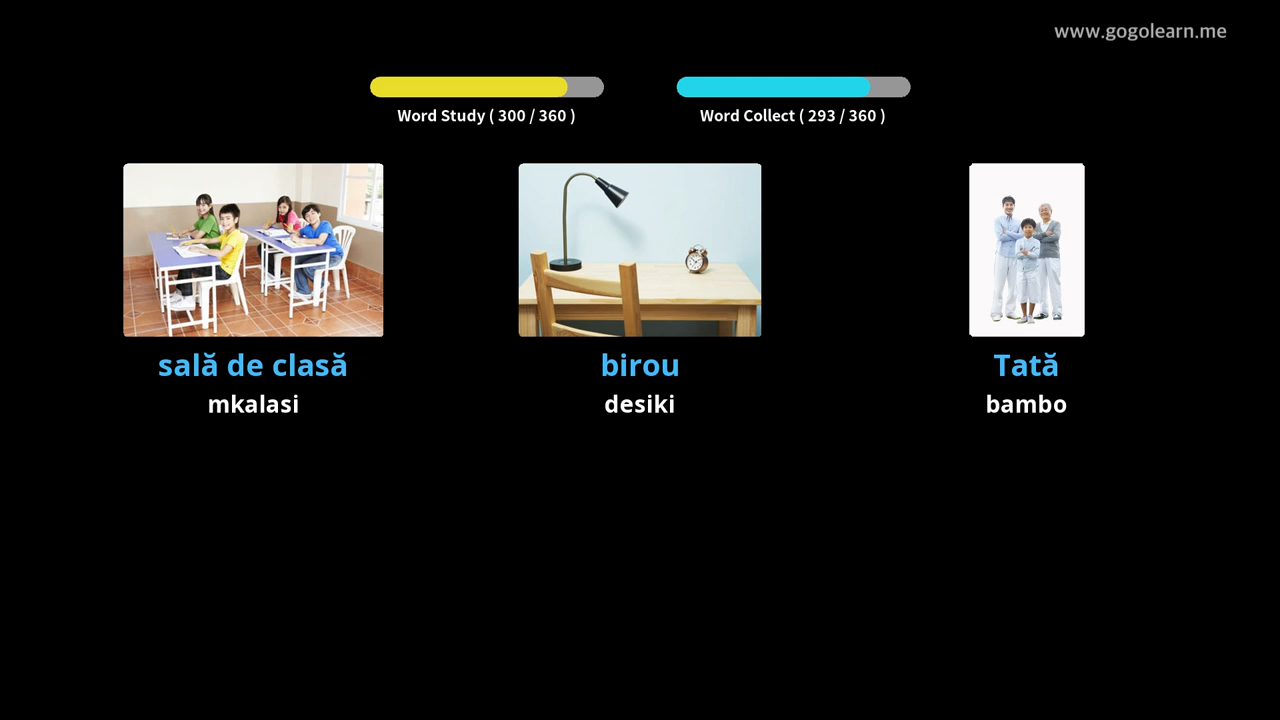 www.gogolearn.me
Word Study ( 300 / 360 )
Word Collect ( 293 / 360 )
sală de clasă
mkalasi
birou
desiki
Tată
bambo